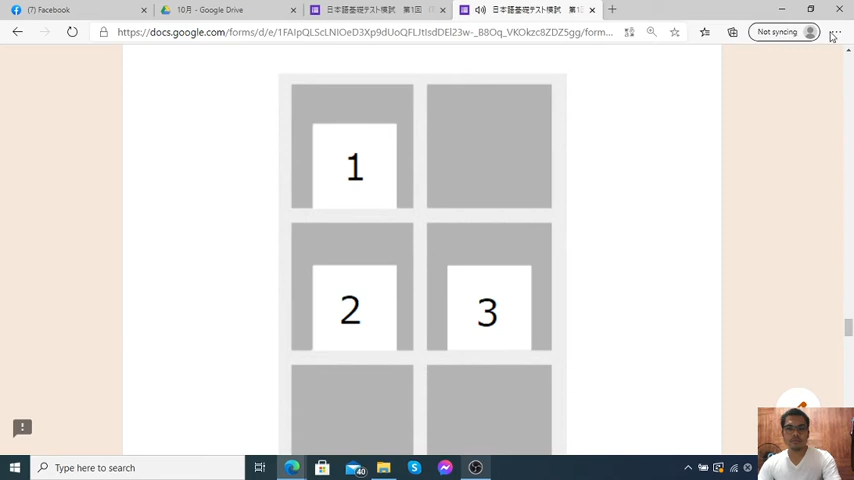 (7) Facebook
10月 - Google Drive
日本語基礎テスト模試 第1回
日本語基礎テスト模試 第1
https://docs.google.com/forms/d/e/1FAIpQLScLNIOeD3Xp9dUoQFLJtIsdDEl23w-_B8Oq_VKOkzc8ZDZ5gg/form...
Not syncing
1
2
3
Type here to search
40